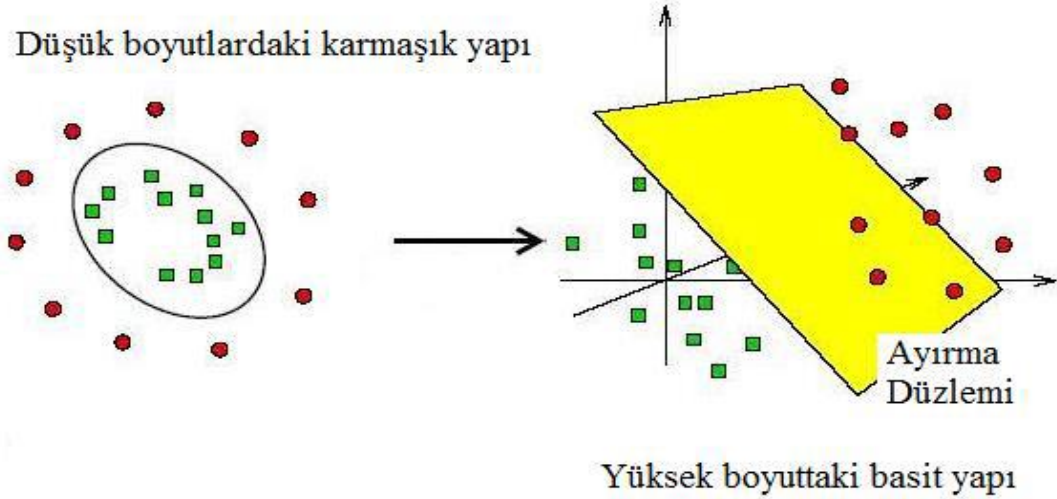 Düşük boyutlardaki karmaşık yapı
Ayırma
Düzlemi
Yüksek boyuttaki basit yapı